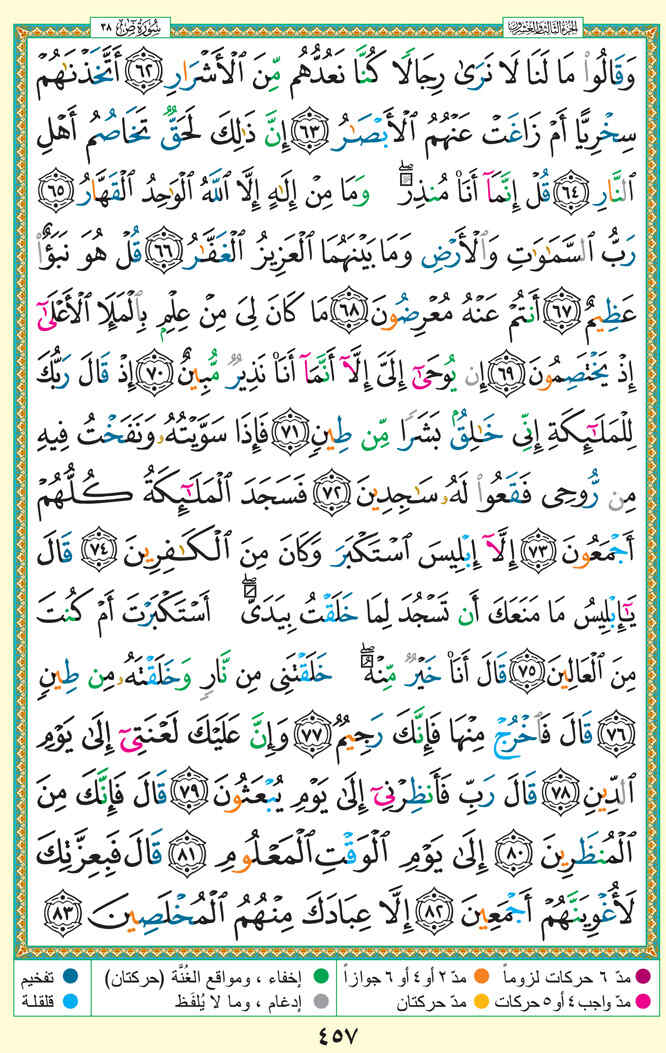 الجزء الثالث والعشرون
سُورَةُ صٓ ٣٨
وَقَالُوا۟ مَا لَنَا لَا نَرَىٰ رِجَالًا كُنَّا نَعُدُّهُم مِّنَ ٱلْأَشْرَارِ ٦٢ أَتَّخَذْنَـٰهُمْ
سِخْرِيًّا أَمْ زَاغَتْ عَنْهُمُ ٱلْأَبْصَـٰرُ ٦٣ إِنَّ ذَٰلِكَ لَحَقٌّ تَخَاصُمُ أَهْلِ
ٱلنَّارِ ٦٤ قُلْ إِنَّمَآ أَنَا۠ مُنذِرٌ ۖ وَمَا مِنْ إِلَـٰهٍ إِلَّا ٱللَّهُ ٱلْوَٰحِدُ ٱلْقَهَّارُ ٦٥
رَبُّ ٱلسَّمَـٰوَٰتِ وَٱلْأَرْضِ وَمَا بَيْنَهُمَا ٱلْعَزِيزُ ٱلْغَفَّـٰرُ ٦٦ قُلْ هُوَ نَبَؤٌا۟
عَظِيمٌ ٦٧ أَنتُمْ عَنْهُ مُعْرِضُونَ ٦٨ مَا كَانَ لِىَ مِنْ عِلْمٍۭ بِٱلْمَلَإِ ٱلْأَعْلَىٰٓ
إِذْ يَخْتَصِمُونَ ٦٩ إِن يُوحَىٰٓ إِلَىَّ إِلَّآ أَنَّمَآ أَنَا۠ نَذِيرٌ مُّبِينٌ ٧٠ إِذْ قَالَ رَبُّكَ
لِلْمَلَـٰٓئِكَةِ إِنِّى خَـٰلِقٌۢ بَشَرًا مِّن طِينٍ ٧١ فَإِذَا سَوَّيْتُهُۥ وَنَفَخْتُ فِيهِ
مِن رُّوحِى فَقَعُوا۟ لَهُۥ سَـٰجِدِينَ ٧٢ فَسَجَدَ ٱلْمَلَـٰٓئِكَةُ كُلُّهُمْ
أَجْمَعُونَ ٧٣ إِلَّآ إِبْلِيسَ ٱسْتَكْبَرَ وَكَانَ مِنَ ٱلْكَـٰفِرِينَ ٧٤ قَالَ
يَـٰٓإِبْلِيسُ مَا مَنَعَكَ أَن تَسْجُدَ لِمَا خَلَقْتُ بِيَدَىَّ ۖ أَسْتَكْبَرْتَ أَمْ كُنتَ
مِنَ ٱلْعَالِينَ ٧٥ قَالَ أَنَا۠ خَيْرٌ مِّنْهُ ۖ خَلَقْتَنِى مِن نَّارٍ وَخَلَقْتَهُۥ مِن طِينٍ
٧٦ قَالَ فَٱخْرُجْ مِنْهَا فَإِنَّكَ رَجِيمٌ ٧٧ وَإِنَّ عَلَيْكَ لَعْنَتِىٓ إِلَىٰ يَوْمِ
ٱلدِّينِ ٧٨ قَالَ رَبِّ فَأَنظِرْنِىٓ إِلَىٰ يَوْمِ يُبْعَثُونَ ٧٩ قَالَ فَإِنَّكَ مِنَ
ٱلْمُنظَرِينَ ٨٠ إِلَىٰ يَوْمِ ٱلْوَقْتِ ٱلْمَعْلُومِ ٨١ قَالَ فَبِعِزَّتِكَ
لَأُغْوِيَنَّهُمْ أَجْمَعِينَ ٨٢ إِلَّا عِبَادَكَ مِنْهُمُ ٱلْمُخْلَصِينَ ٨٣
مدّ ٦ حركات لزوماً مدّ ٢ أو ٤ أو ٦ جوازاً إخفاء ، ومواقع الغُنَّة (حركتان) تفخيم
مدّ واجب ٤ أو ٥ حركات مدّ حركتان إدغام ، وما لا يُلفَظ قلقلة
٤٥٧